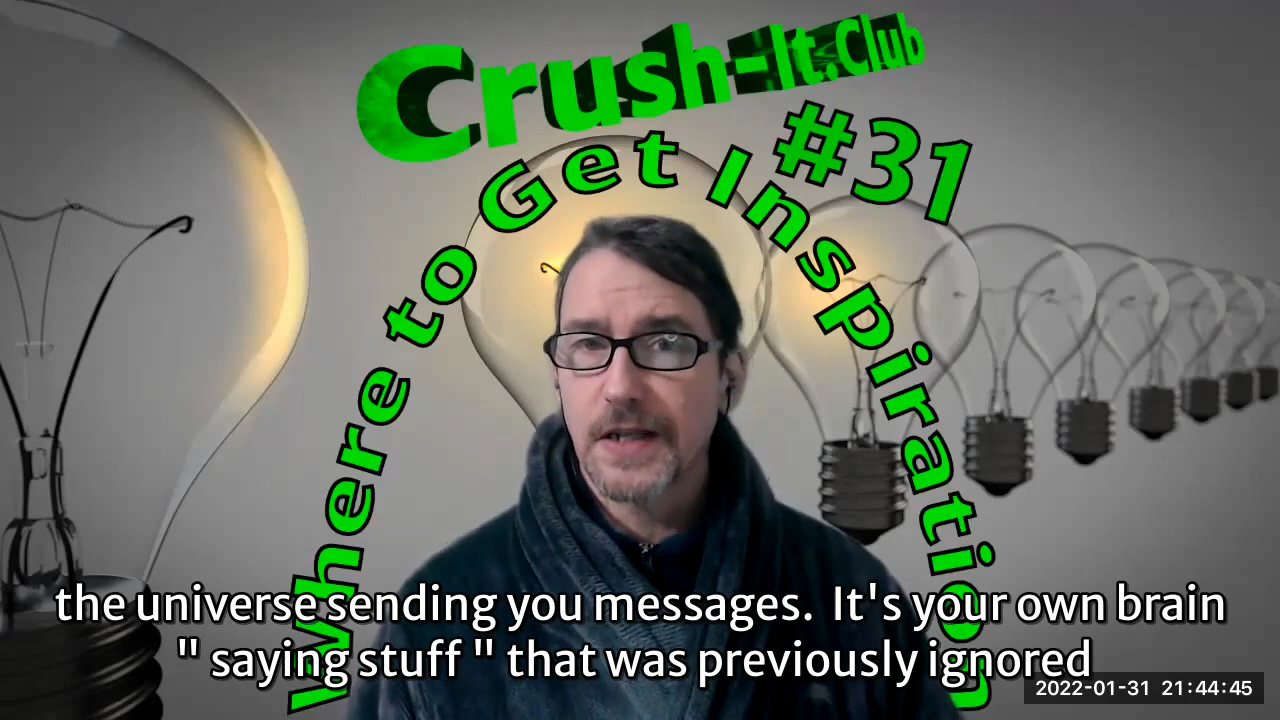 Crush-It.Club
#31
Where to Get Inspiration
the universe sending you messages.  It's your own brain
" saying stuff " that was previously ignored
2022-01-31 21:44:45